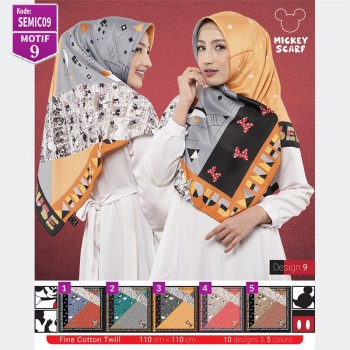 Kode:
SEMIC09
MOTIF
9
MICKEY
SCARF
Design 9
1
2
3
4
5
Fine Cotton Twill
110 cm x 110 cm
10 designs & 5 colors